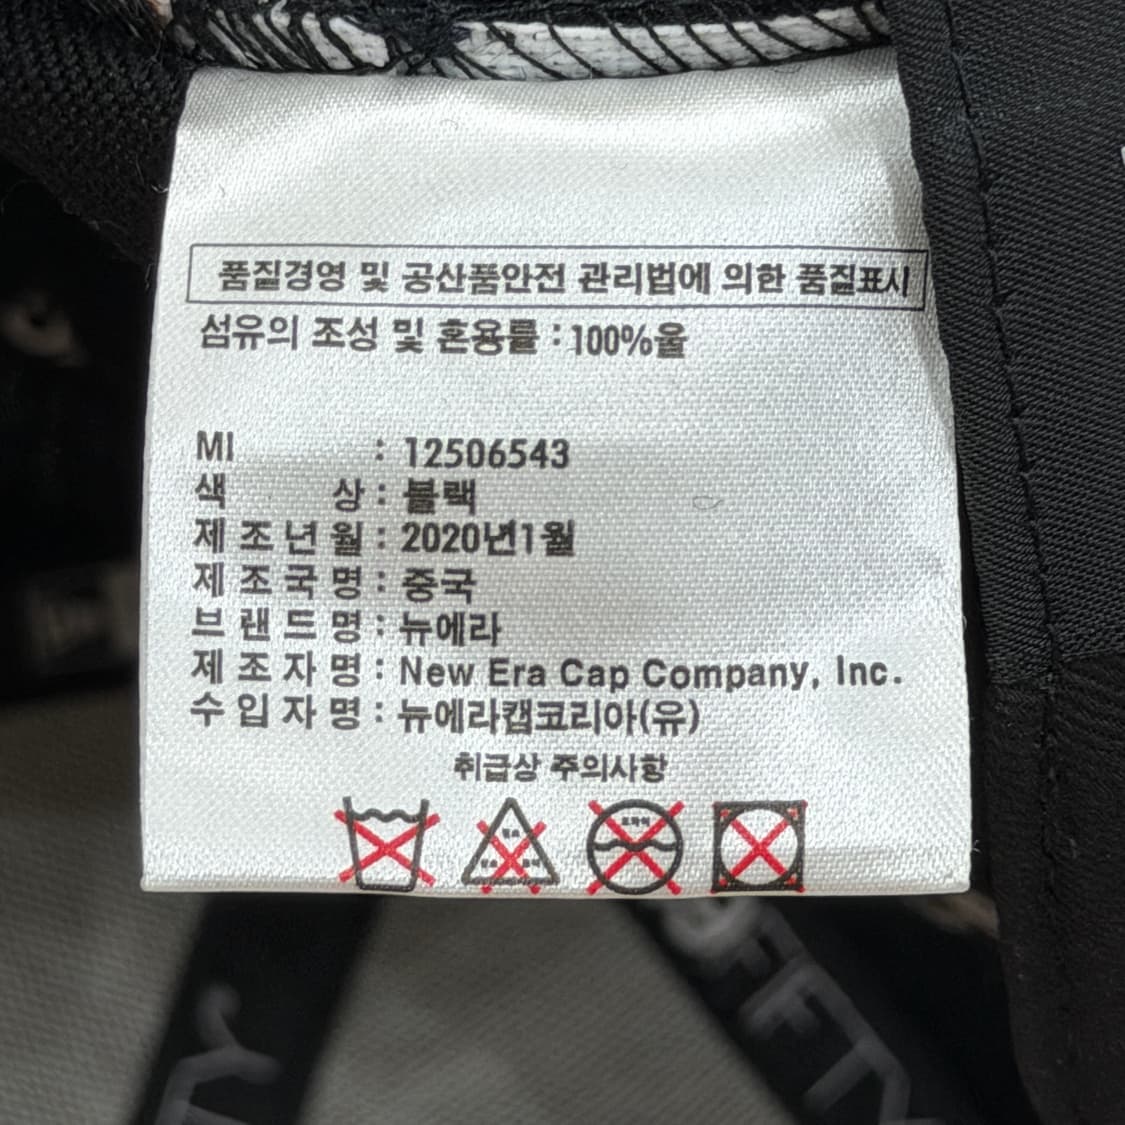 품질경영 및 공산품안전 관리법에 의한 품질표시
섬유의 조성 및 혼용률 : 100%울
MI : 12506543
색 상 : 블랙
제 조 년 월 : 2020년1월
제 조 국 명 : 중국
브 랜 드 명 : 뉴에라
제 조 자 명 : New Era Cap Company, Inc.
수 입 자 명 : 뉴에라캡코리아(유)
취급상 주의사항